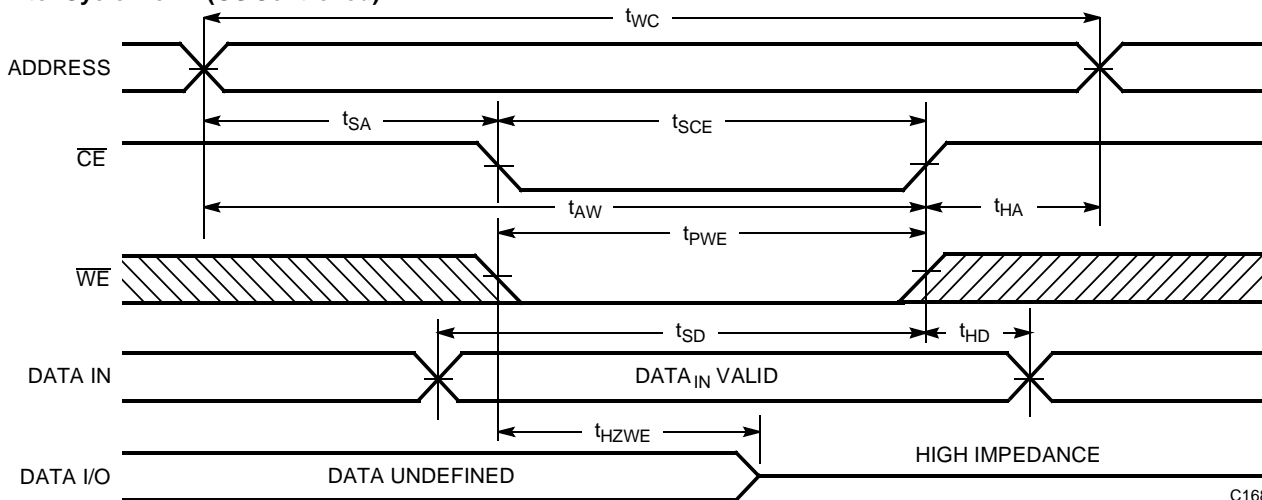 tWC
ADDRESS
tSA
tSCE
CE
tAW
tHA
tPWE
WE
tSD
tHD
DATA IN
DATAIN VALID
tHZWE
HIGH IMPEDANCE
DATA I/O
DATA UNDEFINED
C168